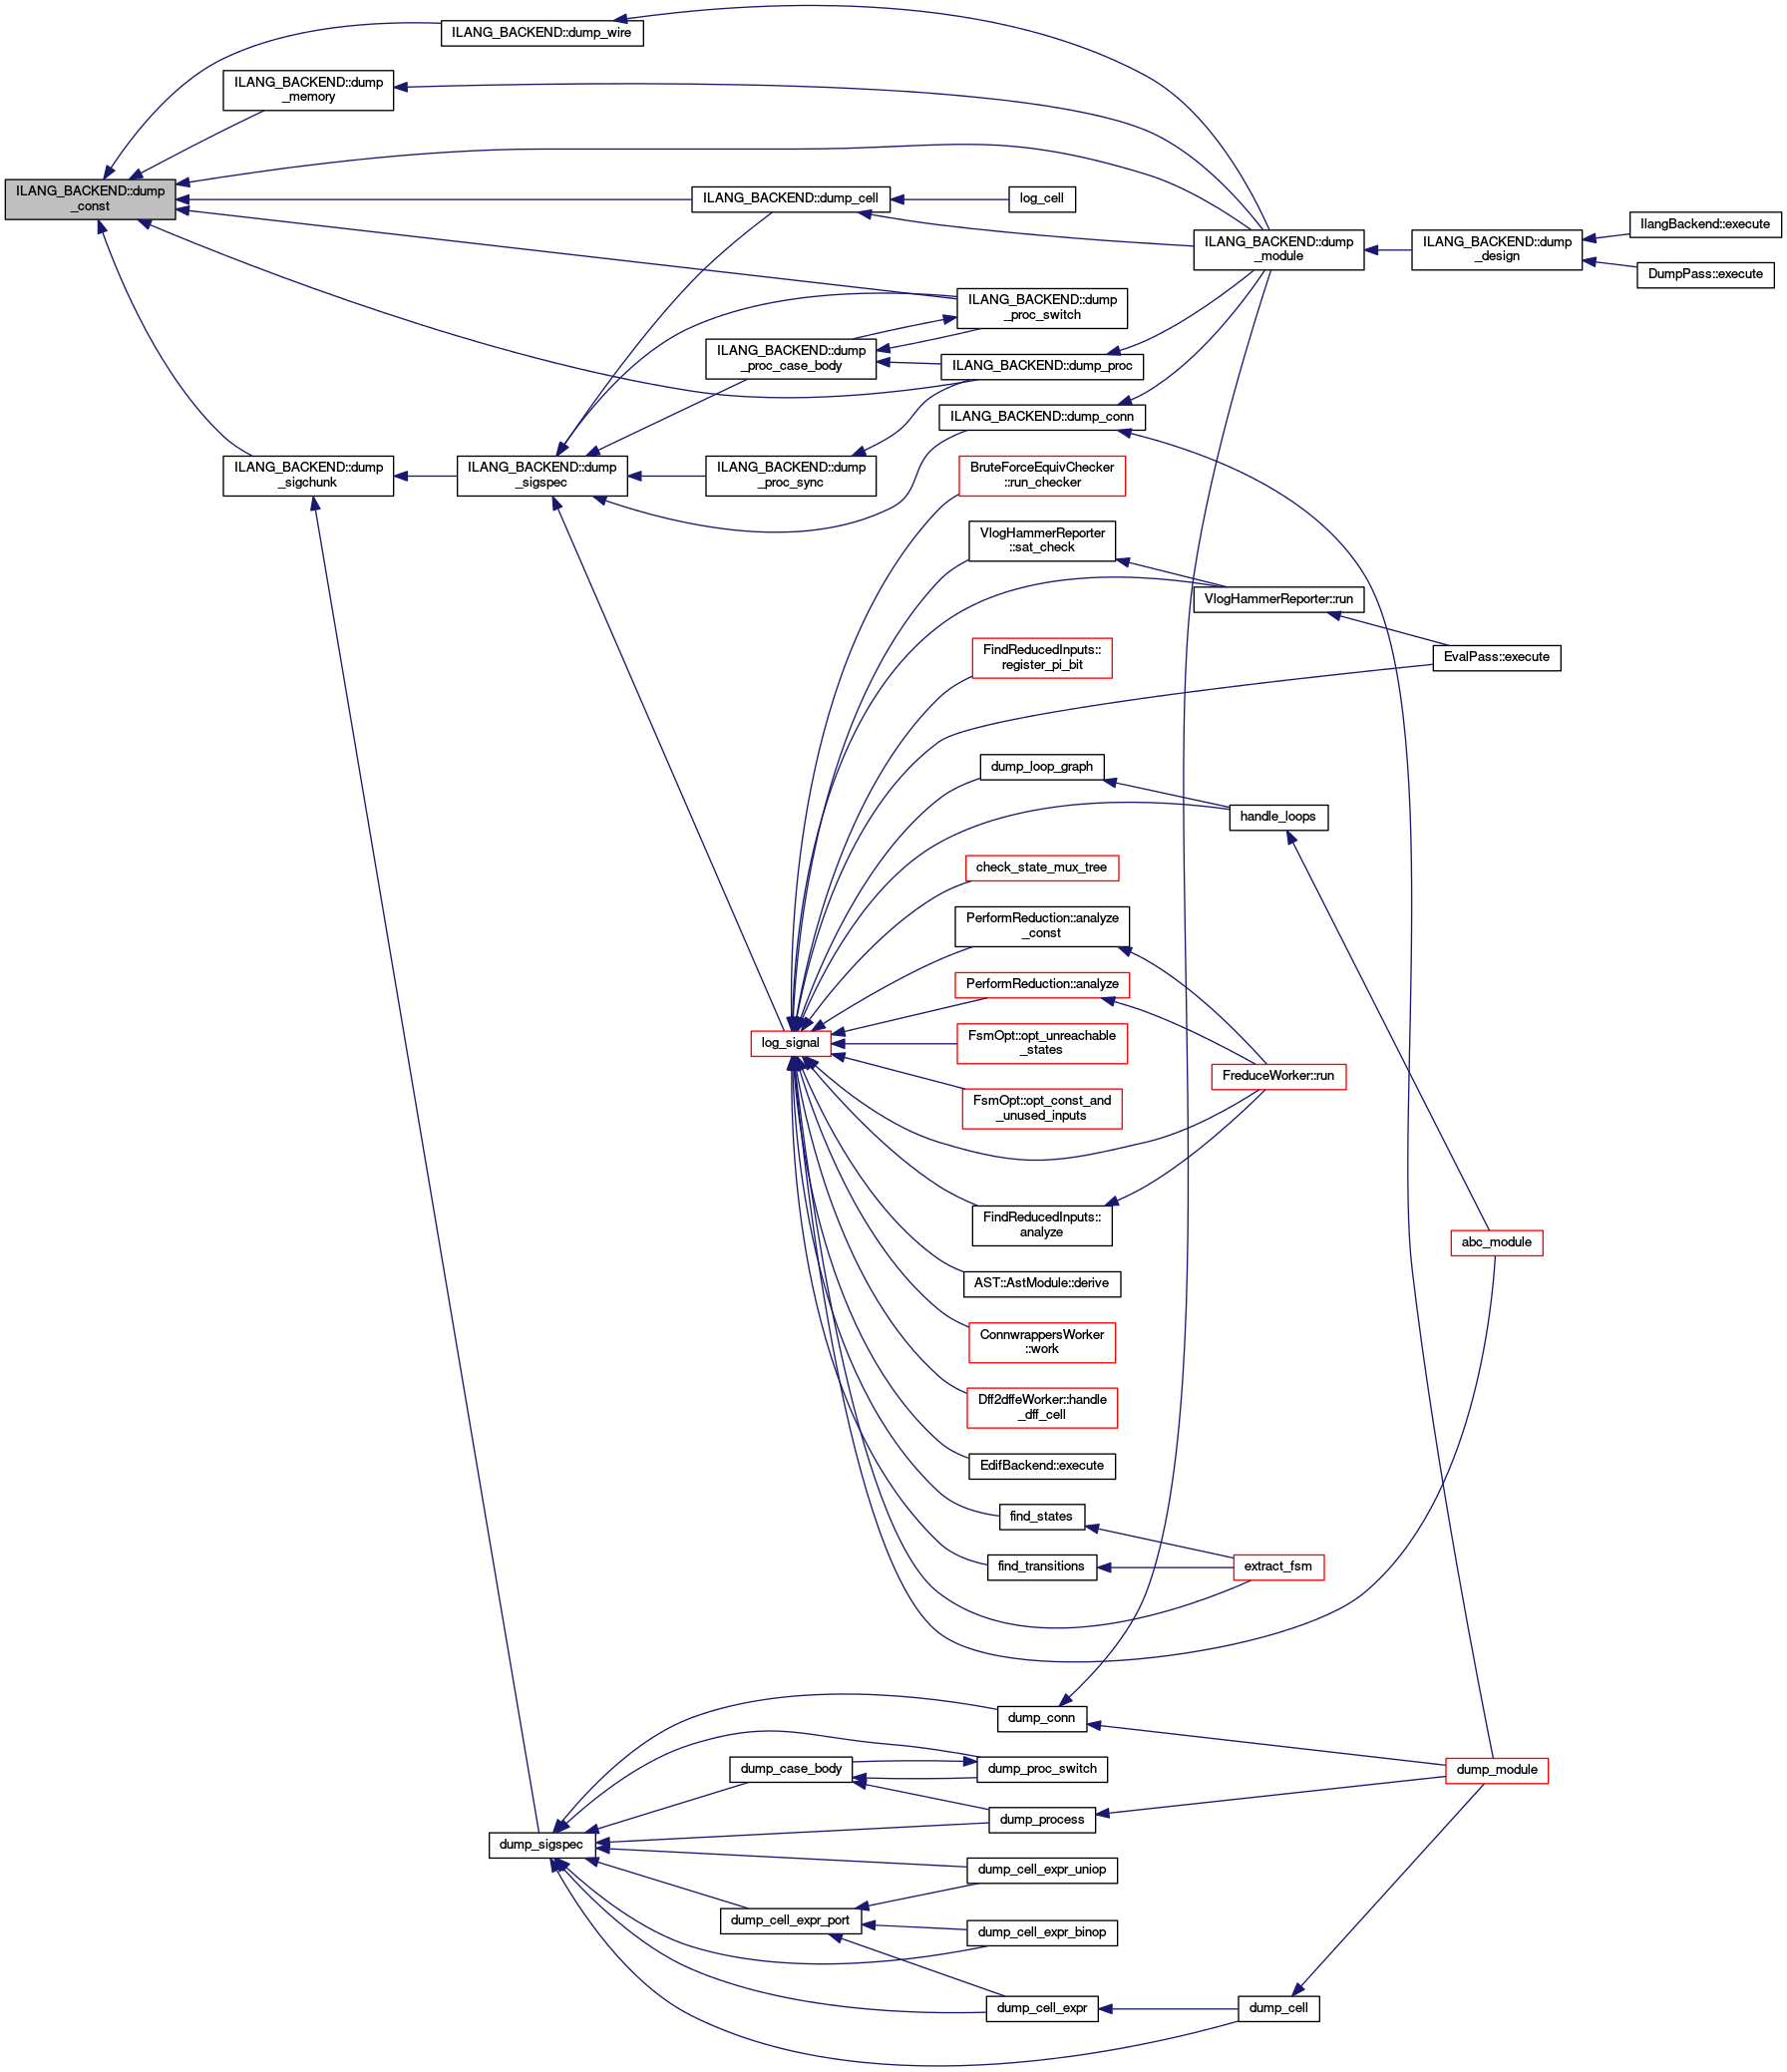 ILANG_BACKEND::dump_wire
ILANG_BACKEND::dump
_memory
ILANG_BACKEND::dump
_const
ILANG_BACKEND::dump_cell
log_cell
ILANG_BACKEND::dump
_module
ILANG_BACKEND::dump
_design
IlangBackend::execute
DumpPass::execute
ILANG_BACKEND::dump
_proc_switch
ILANG_BACKEND::dump
_proc_case_body
ILANG_BACKEND::dump_proc
ILANG_BACKEND::dump_conn
ILANG_BACKEND::dump
_sigchunk
ILANG_BACKEND::dump
_sigspec
ILANG_BACKEND::dump
_proc_sync
BruteForceEquivChecker
::run_checker
VlogHammerReporter
::sat_check
VlogHammerReporter::run
EvalPass::execute
FindReducedInputs::
register_pi_bit
dump_loop_graph
handle_loops
check_state_mux_tree
PerformReduction::analyze
_const
PerformReduction::analyze
log_signal
FsmOpt::opt_unreachable
_states
FreduceWorker::run
FsmOpt::opt_const_and
_unused_inputs
FindReducedInputs::
analyze
abc_module
AST::AstModule::derive
ConnwrappersWorker
::work
Dff2dffeWorker::handle
_dff_cell
EdifBackend::execute
find_states
find_transitions
extract_fsm
dump_conn
dump_case_body
dump_proc_switch
dump_module
dump_process
dump_sigspec
dump_cell_expr_uniop
dump_cell_expr_port
dump_cell_expr_binop
dump_cell_expr
dump_cell